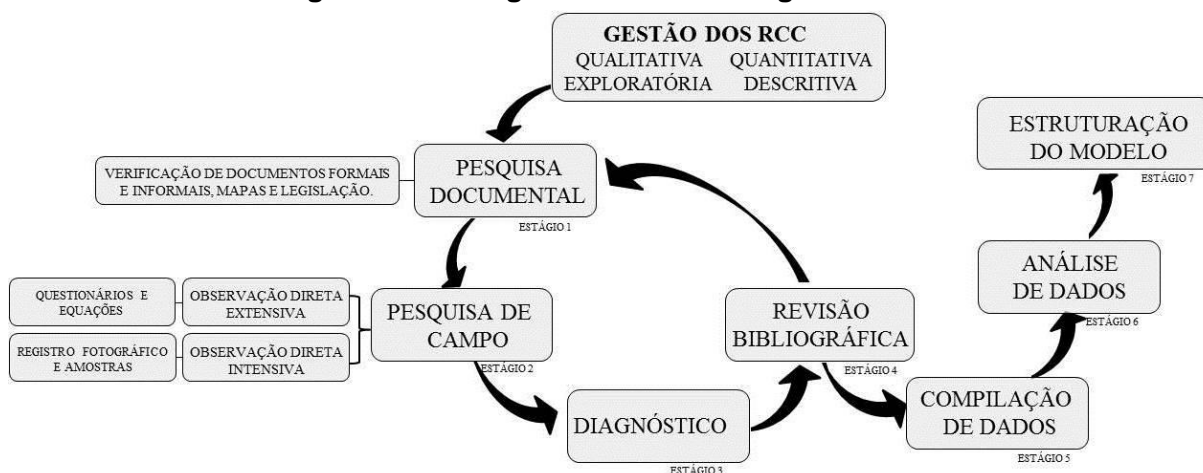 GESTÃO DOS RCC
QUALITATIVA QUANTITATIVA
EXPLORATÓRIA DESCRITIVA
VERIFICAÇÃO DE DOCUMENTOS FORMAIS
E INFORMAIS, MAPAS E LEGISLAÇÃO.
PESQUISA
DOCUMENTAL
ESTÁGIO 1
QUESTIONÁRIOS E
EQUAÇÕES
OBSERVAÇÃO DIRETA
EXTENSIVA
REGISTRO FOTOGRÁFICO
E AMOSTRAS
OBSERVAÇÃO DIRETA
INTENSIVA
PESQUISA DE
CAMPO
ESTÁGIO 2
DIAGNÓSTICO
ESTÁGIO 3
REVISÃO
BIBLIOGRÁFICA
ESTÁGIO 4
COMPILAÇÃO
DE DADOS
ESTÁGIO 5
ANÁLISE
DE DADOS
ESTÁGIO 6
ESTRUTURAÇÃO
DO MODELO
ESTÁGIO 7